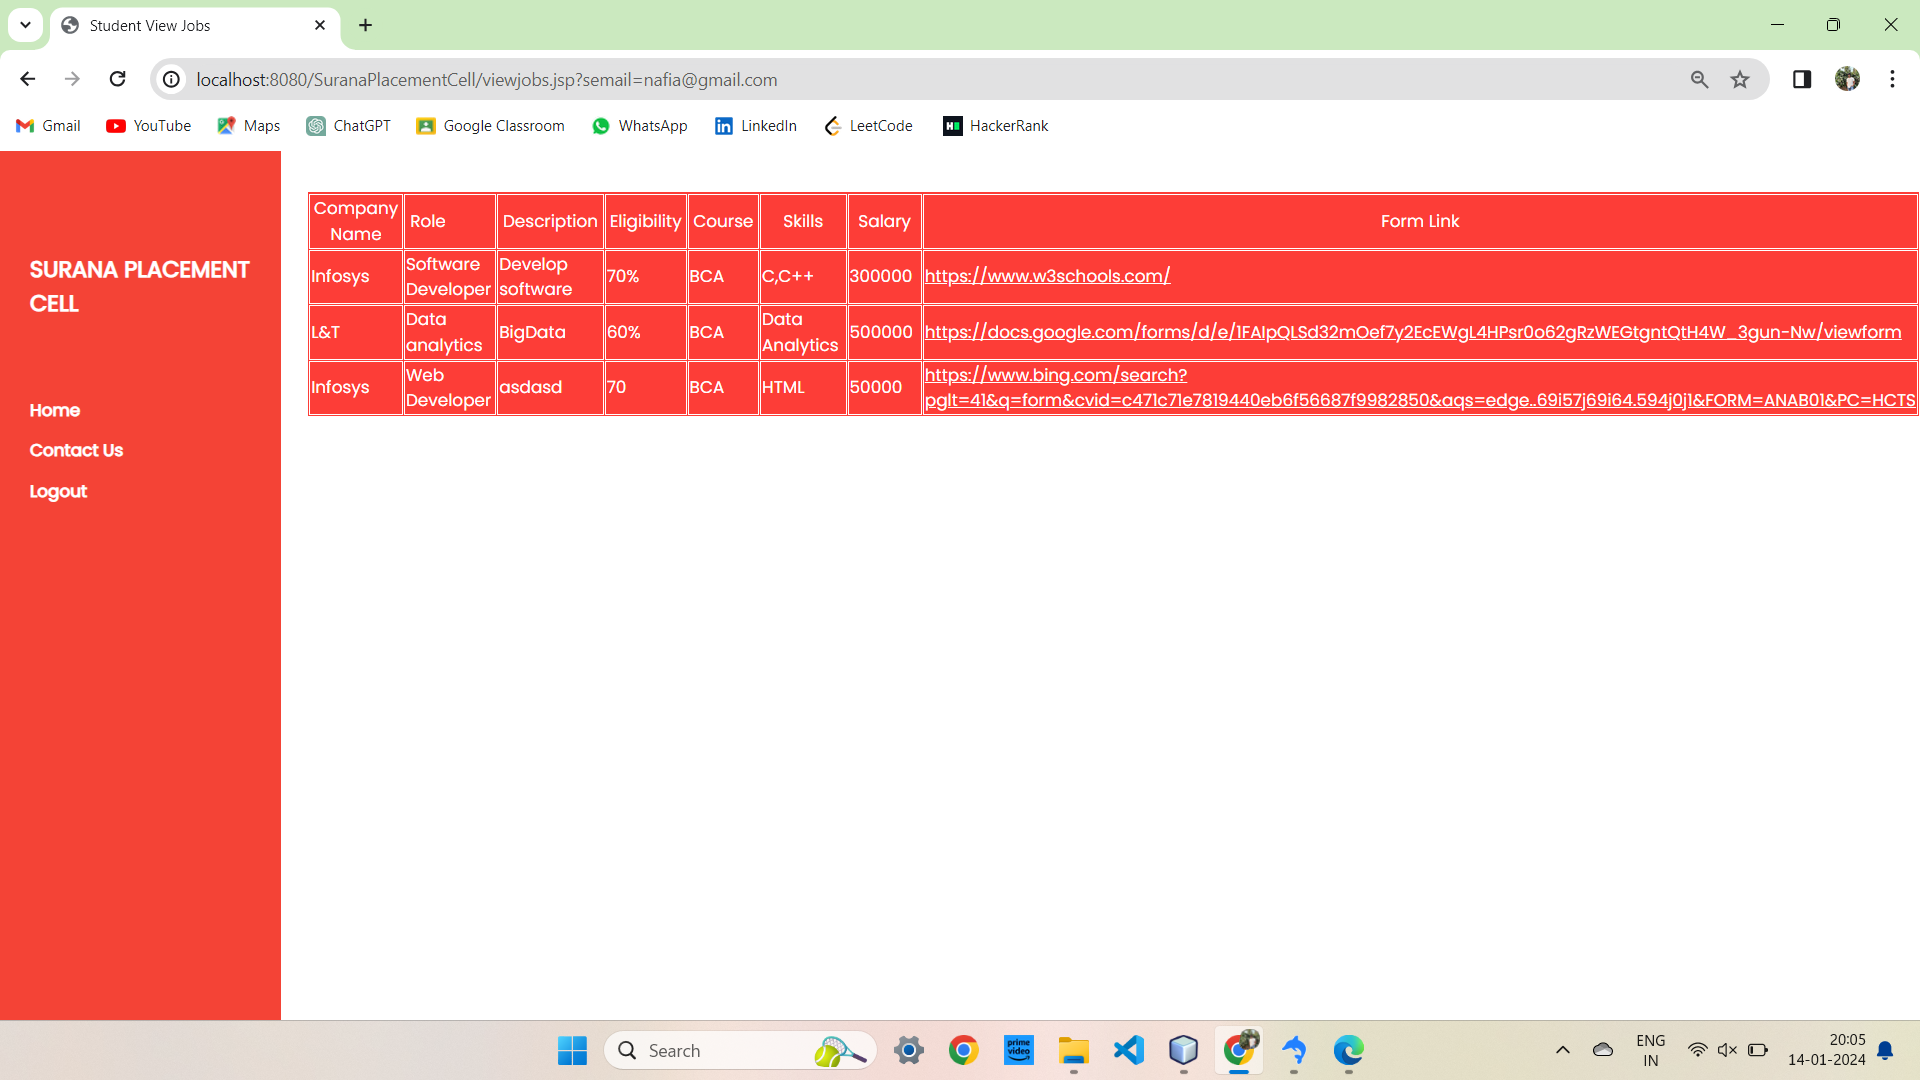 Student View Jobs
localhost:8080/SuranaPlacementCell/viewjobs.jsp?semail=nafia@gmail.com
Gmail YouTube Maps ChatGPT Google Classroom WhatsApp LinkedIn LeetCode HackerRank
SURANA PLACEMENT
CELL
Home
Contact Us
Logout
Company Name Role Description Eligibility Course Skills Salary Form Link
Infosys Software Developer Develop software 70% BCA C,C++ 300000 https://www.w3schools.com/
L&T Data analytics BigData 60% BCA Data Analytics 500000 https://docs.google.com/forms/d/e/1FAIpQLSd32mOef7y2EcEWgL4HPsr0o62gRzWEGtgntQtH4W_3gun-Nw/viewform
Infosys Web Developer asdasd 70 BCA HTML 50000 https://www.bing.com/search?pglt=41&q=form&cvid=c471c71e7819440eb6f56687f9982850&aqs=edge..69i57j69i64.594j0j1&FORM=ANAB01&PC=HCTS
Search
prime video
ENG
IN
20:05
14-01-2024